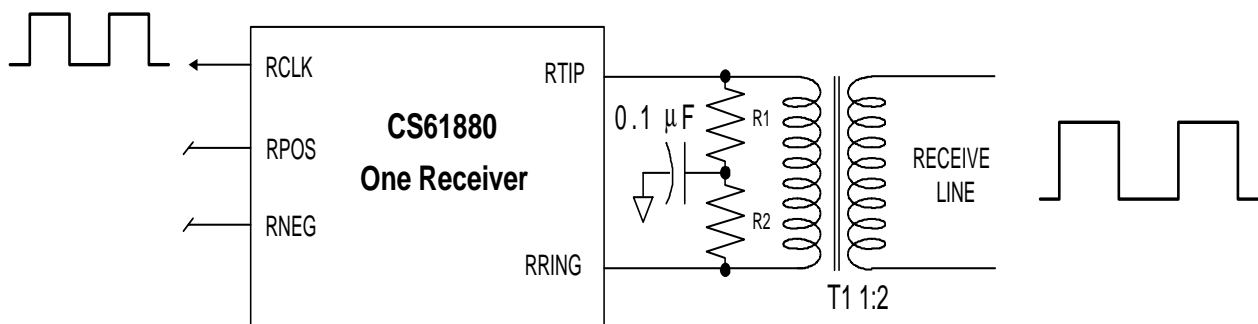 RCLK
RTIP
0.1 µF
R1
CS61880
One Receiver
RPOS
RECEIVE
LINE
RNEG
R2
RRING
T1 1:2